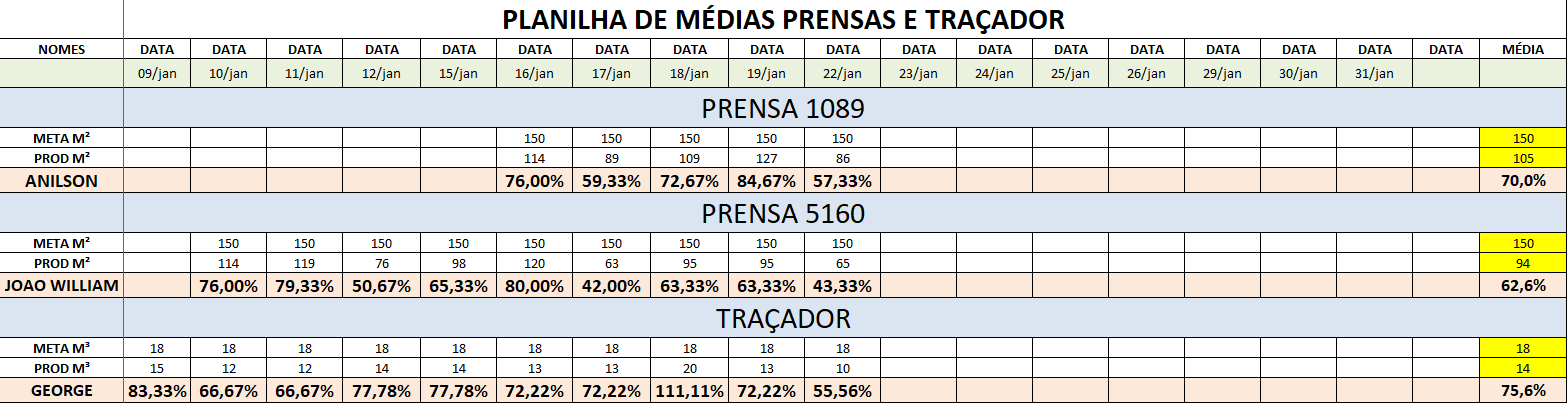 PLANILHA DE MÉDIAS PRENSAS E TRAÇADOR
NOMES DATA DATA DATA DATA DATA DATA DATA DATA DATA DATA DATA DATA DATA DATA DATA DATA DATA DATA MÉDIA
09/jan 10/jan 11/jan 12/jan 15/jan 16/jan 17/jan 18/jan 19/jan 22/jan 23/jan 24/jan 25/jan 26/jan 29/jan 30/jan 31/jan
PRENSA 1089
META M² 150 150 150 150 150 150
PROD M² 114 89 109 127 86 105
ANILSON 76,00% 59,33% 72,67% 84,67% 57,33% 70,0%
PRENSA 5160
META M² 150 150 150 150 150 150 150 150 150 150
PROD M² 114 119 76 98 120 63 95 95 65 94
JOAO WILLIAM 76,00% 79,33% 50,67% 65,33% 80,00% 42,00% 63,33% 63,33% 43,33% 62,6%
TRAÇADOR
META M³ 18 18 18 18 18 18 18 18 18 18 18
PROD M³ 15 12 12 14 14 13 13 20 13 10 14
GEORGE 83,33% 66,67% 66,67% 77,78% 77,78% 72,22% 72,22% 111,11% 72,22% 55,56% 75,6%